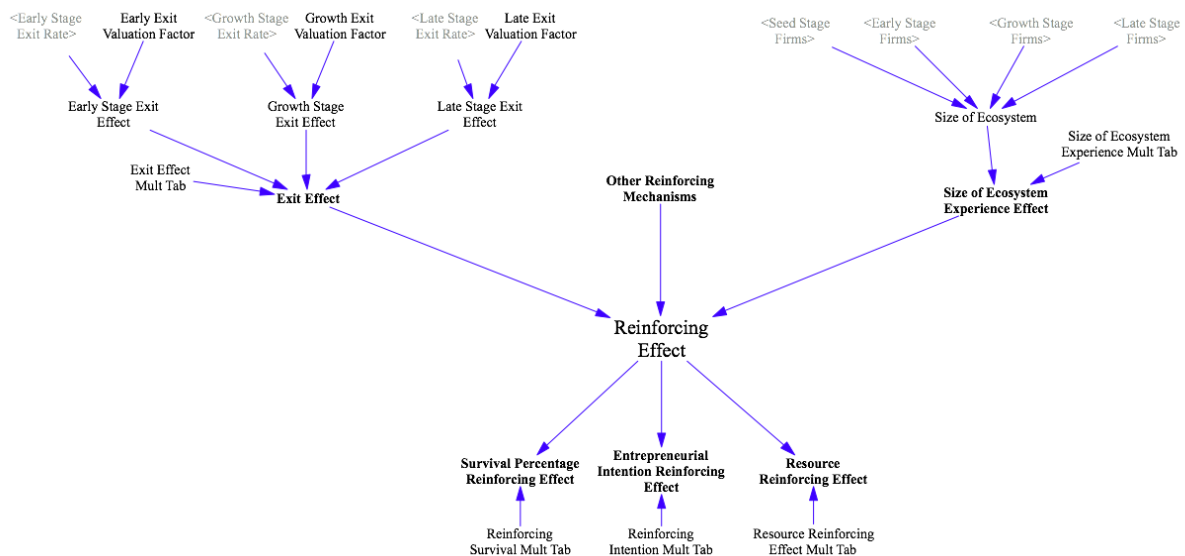 <Early Stage
Exit Rate>
Early Exit
Valuation Factor
<Growth Stage
Exit Rate>
Growth Exit
Valuation Factor
<Late Stage
Exit Rate>
Late Exit
Valuation Factor
<Seed Stage
Firms>
<Early Stage
Firms>
<Growth Stage
Firms>
<Late Stage
Firms>
Early Stage Exit
Effect
Growth Stage
Exit Effect
Late Stage Exit
Effect
Size of Ecosystem
Size of Ecosystem
Experience Mult Tab
Exit Effect
Mult Tab
Exit Effect
Other Reinforcing
Mechanisms
Size of Ecosystem
Experience Effect
Reinforcing
Effect
Survival Percentage
Reinforcing Effect
Entrepreneurial
Intention Reinforcing
Effect
Resource
Reinforcing Effect
Reinforcing
Survival Mult Tab
Reinforcing
Intention Mult Tab
Resource Reinforcing
Effect Mult Tab